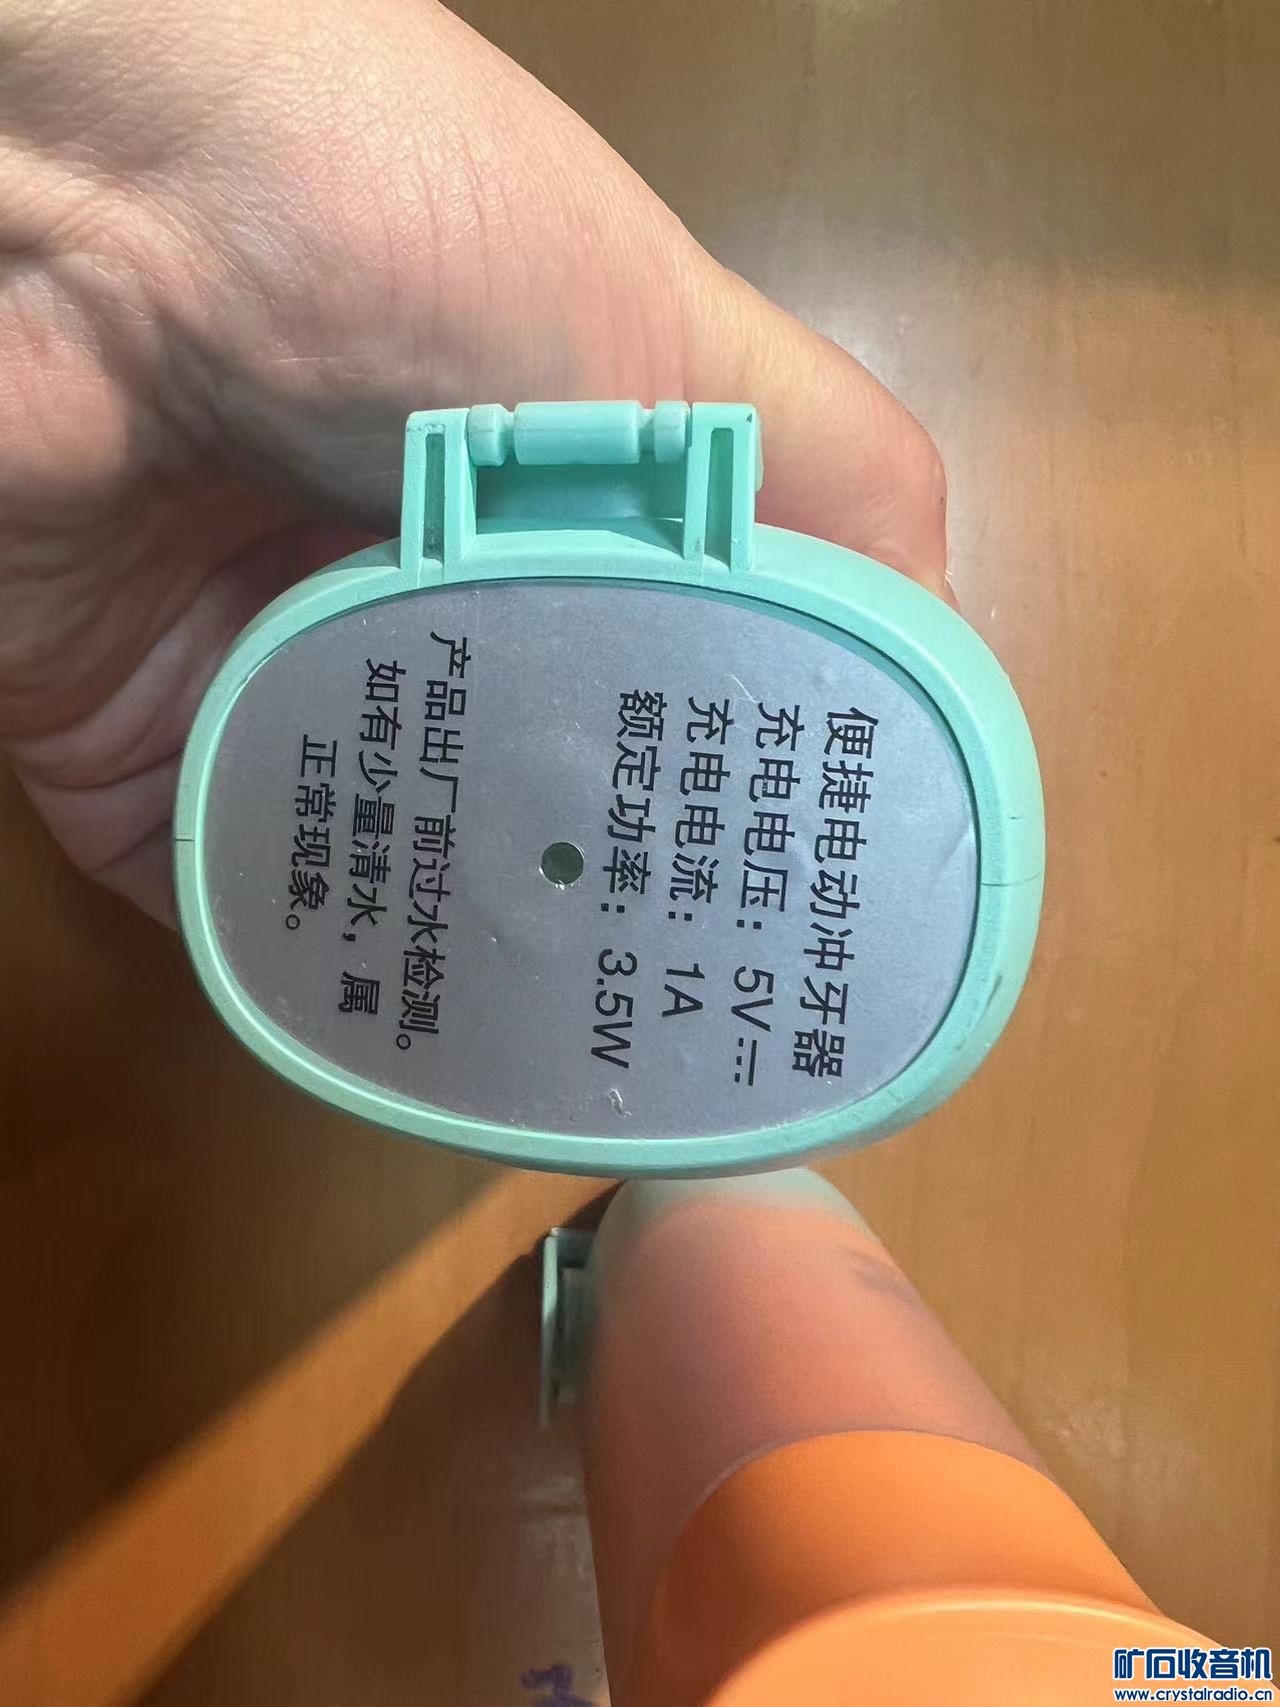 便捷电动冲牙器
充电电压：5V⎓
充电电流：1A
额定功率：3.5W
产品出厂前过水检测。
如有少量清水，属
正常现象。
矿石收音机
www.crystalradio.cn